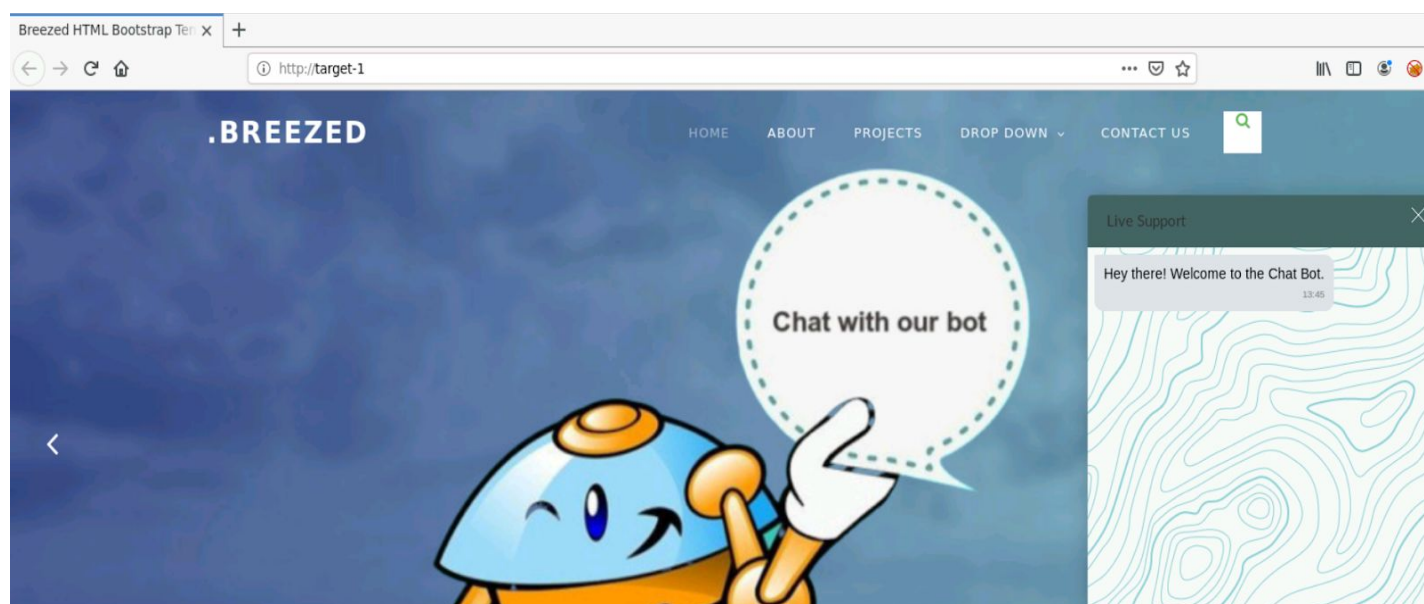 Breezed HTML Bootstrap Ten
http://target-1
.BREEZED
HOME ABOUT PROJECTS DROP DOWN CONTACT US
Chat with our bot
Live Support
Hey there! Welcome to the Chat Bot.
13:45